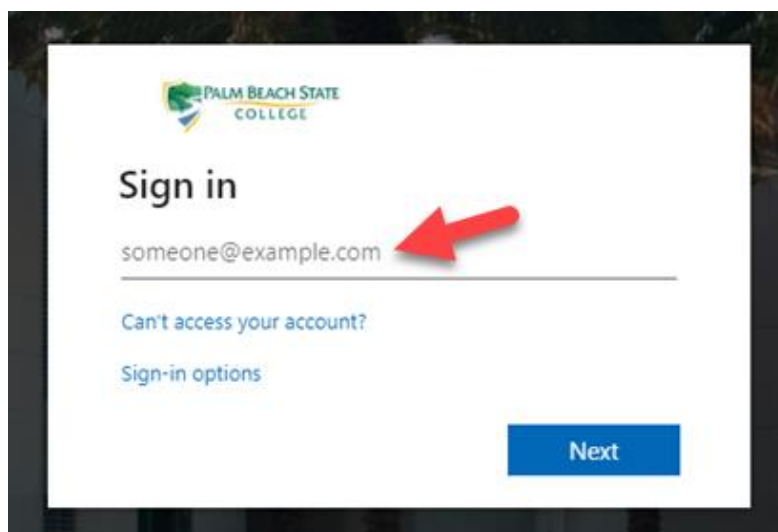 PALM BEACH STATE
COLLEGE
Sign in
someone@example.com
Can't access your account?
Sign-in options
Next